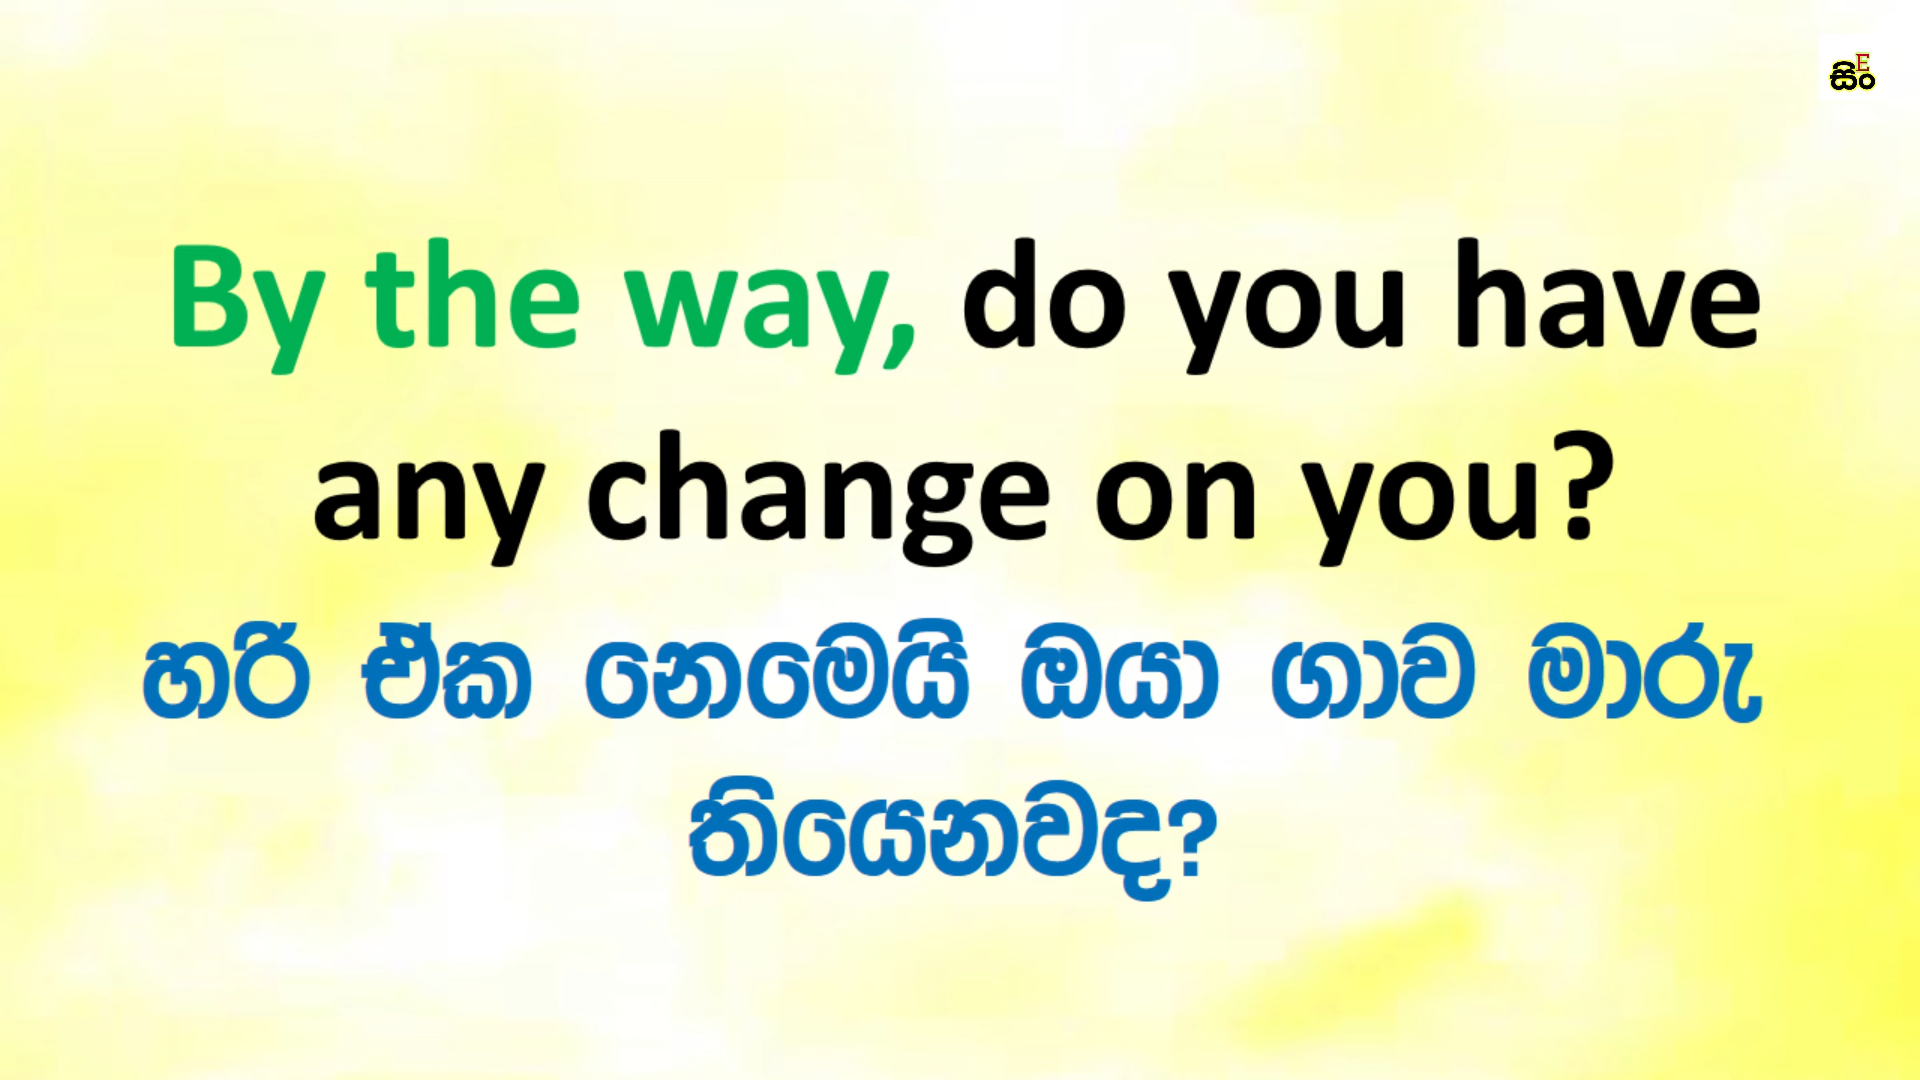 සිං E
By the way, do you have
any change on you?
හරි ඒක නෙමෙයි ඔයා ගාව මාරු
තියෙනවද?